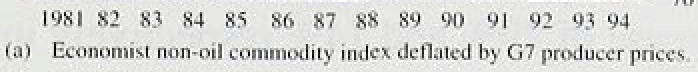 1981 82 83 84 85 86 87 88 89 90 91 92 93 94
(a) Economist non-oil commodity index deflated by G7 producer prices.